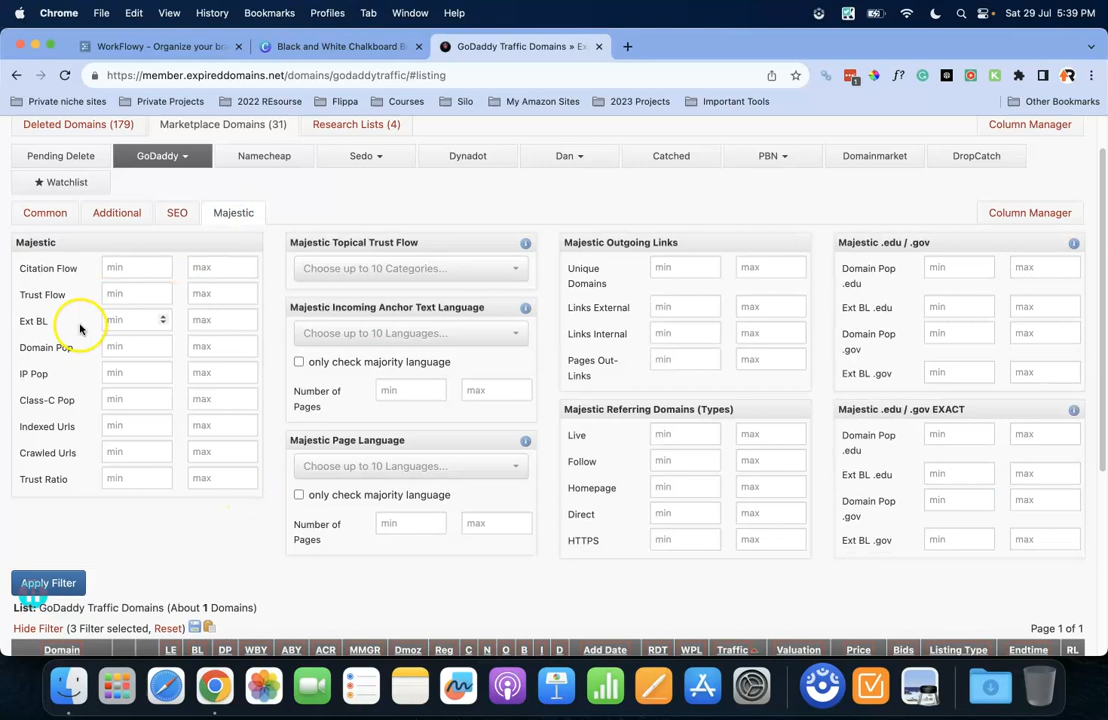 Chrome File Edit View History Bookmarks Profiles Tab Window Help Sat 29 Jul 5:39 PM
WorkFlowy - Organize your br × Black and White Chalkboard B × GoDaddy Traffic Domains » Ex × +
https://member.expireddomains.net/domains/godaddytraffic/#listing
Private niche sites Private Projects 2022 REsourse Flippa Courses Silo My Amazon Sites 2023 Projects Important Tools Other Bookmarks
Deleted Domains (179) Marketplace Domains (31) Research Lists (4) Column Manager
Pending Delete GoDaddy Namecheap Sedo Dynadot Dan Catched PBN Domainmarket DropCatch
★ Watchlist
Common Additional SEO Majestic Column Manager
Majestic
Citation Flow min max
Trust Flow min max
Ext BL min max
Domain Pop min max
IP Pop min max
Class-C Pop min max
Indexed Urls min max
Crawled Urls min max
Trust Ratio min max
Majestic Topical Trust Flow
Choose up to 10 Categories...
Majestic Incoming Anchor Text Language
Choose up to 10 Languages...
only check majority language
Number of Pages min max
Majestic Page Language
Choose up to 10 Languages...
only check majority language
Number of Pages min max
Majestic Outgoing Links
Unique Domains min max
Links External min max
Links Internal min max
Pages Out-Links min max
Majestic Referring Domains (Types)
Live min max
Follow min max
Homepage min max
Direct min max
HTTPS min max
Majestic .edu / .gov
Domain Pop .edu min max
Ext BL .edu min max
Domain Pop .gov min max
Ext BL .gov min max
Majestic .edu / .gov EXACT
Domain Pop .edu min max
Ext BL .edu min max
Domain Pop .gov min max
Ext BL .gov min max
Apply Filter
List: GoDaddy Traffic Domains (About 1 Domains)
Hide Filter (3 Filter selected, Reset) Page 1 of 1
Domain LE BL DP WBY ABY ACR MMGR Dmoz Reg C N O B I D Add Date RDT WPL Traffic Valuation Price Bids Listing Type Endtime RL